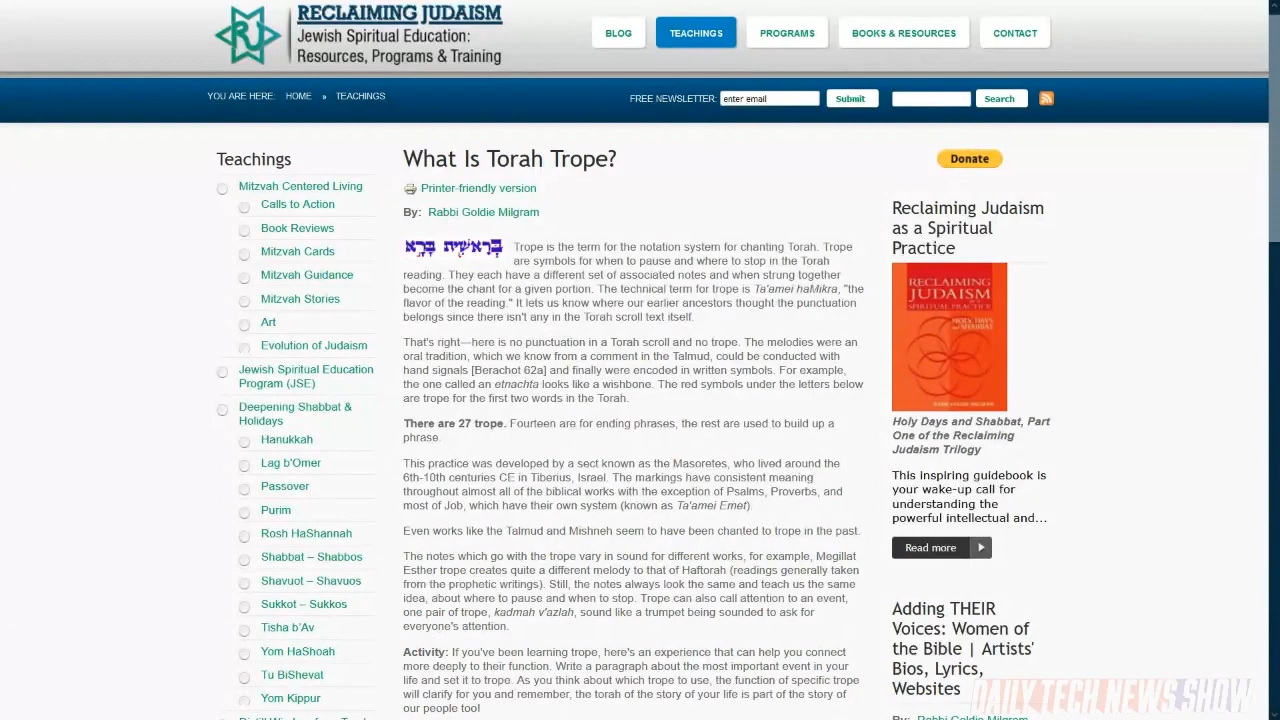 RECLAIMING JUDAISM
Jewish Spiritual Education:
Resources, Programs & Training
BLOG
TEACHINGS
PROGRAMS
BOOKS & RESOURCES
CONTACT
YOU ARE HERE: HOME » TEACHINGS
FREE NEWSLETTER: enter email Submit Search
Teachings
Mitzvah Centered Living
Calls to Action
Book Reviews
Mitzvah Cards
Mitzvah Guidance
Mitzvah Stories
Art
Evolution of Judaism
Jewish Spiritual Education
Program (JSE)
Deepening Shabbat &
Holidays
Hanukkah
Lag b'Omer
Passover
Purim
Rosh HaShannah
Shabbat – Shabbos
Shavuot – Shavuos
Sukkot – Sukkos
Tisha b'Av
Yom HaShoah
Tu BiShevat
Yom Kippur
What Is Torah Trope?
Printer-friendly version
By: Rabbi Goldie Milgram
בְּרֵאשִׁ֖ית בָּרָ֣א Trope is the term for the notation system for chanting Torah. Trope
are symbols for when to pause and where to stop in the Torah
reading. They each have a different set of associated notes and when strung together
become the chant for a given portion. The technical term for trope is Ta'amei haMikra, "the
flavor of the reading." It lets us know where our earlier ancestors thought the punctuation
belongs since there isn't any in the Torah scroll text itself.
That's right—here is no punctuation in a Torah scroll and no trope. The melodies were an
oral tradition, which we know from a comment in the Talmud, could be conducted with
hand signals [Berachot 62a] and finally were encoded in written symbols. For example,
the one called an etnachta looks like a wishbone. The red symbols under the letters below
are trope for the first two words in the Torah.
There are 27 trope. Fourteen are for ending phrases, the rest are used to build up a
phrase.
This practice was developed by a sect known as the Masoretes, who lived around the
6th-10th centuries CE in Tiberius, Israel. The markings have consistent meaning
throughout almost all of the biblical works with the exception of Psalms, Proverbs, and
most of Job, which have their own system (known as Ta'amei Emet).
Even works like the Talmud and Mishneh seem to have been chanted to trope in the past.
The notes which go with the trope vary in sound for different works, for example, Megillat
Esther trope creates quite a different melody to that of Haftorah (readings generally taken
from the prophetic writings). Still, the notes always look the same and teach us the same
idea, about where to pause and when to stop. Trope can also call attention to an event,
one pair of trope, kadmah v'azlah, sound like a trumpet being sounded to ask for
everyone's attention.
Activity: If you've been learning trope, here's an experience that can help you connect
more deeply to their function. Write a paragraph about the most important event in your
life and set it to trope. As you think about which trope to use, the function of specific trope
will clarify for you and remember, the torah of the story of your life is part of the story of
our people too!
Donate
Reclaiming Judaism
as a Spiritual
Practice
RECLAIMING
JUDAISM
HOLY DAYS
AND SHABBAT
Holy Days and Shabbat, Part
One of the Reclaiming
Judaism Trilogy
This inspiring guidebook is
your wake-up call for
understanding the
powerful intellectual and...
Read more
Adding THEIR
Voices: Women of
the Bible | Artists'
Bios, Lyrics,
Websites
By: Rabbi Goldie Milgram
DAILY TECH NEWS SHOW